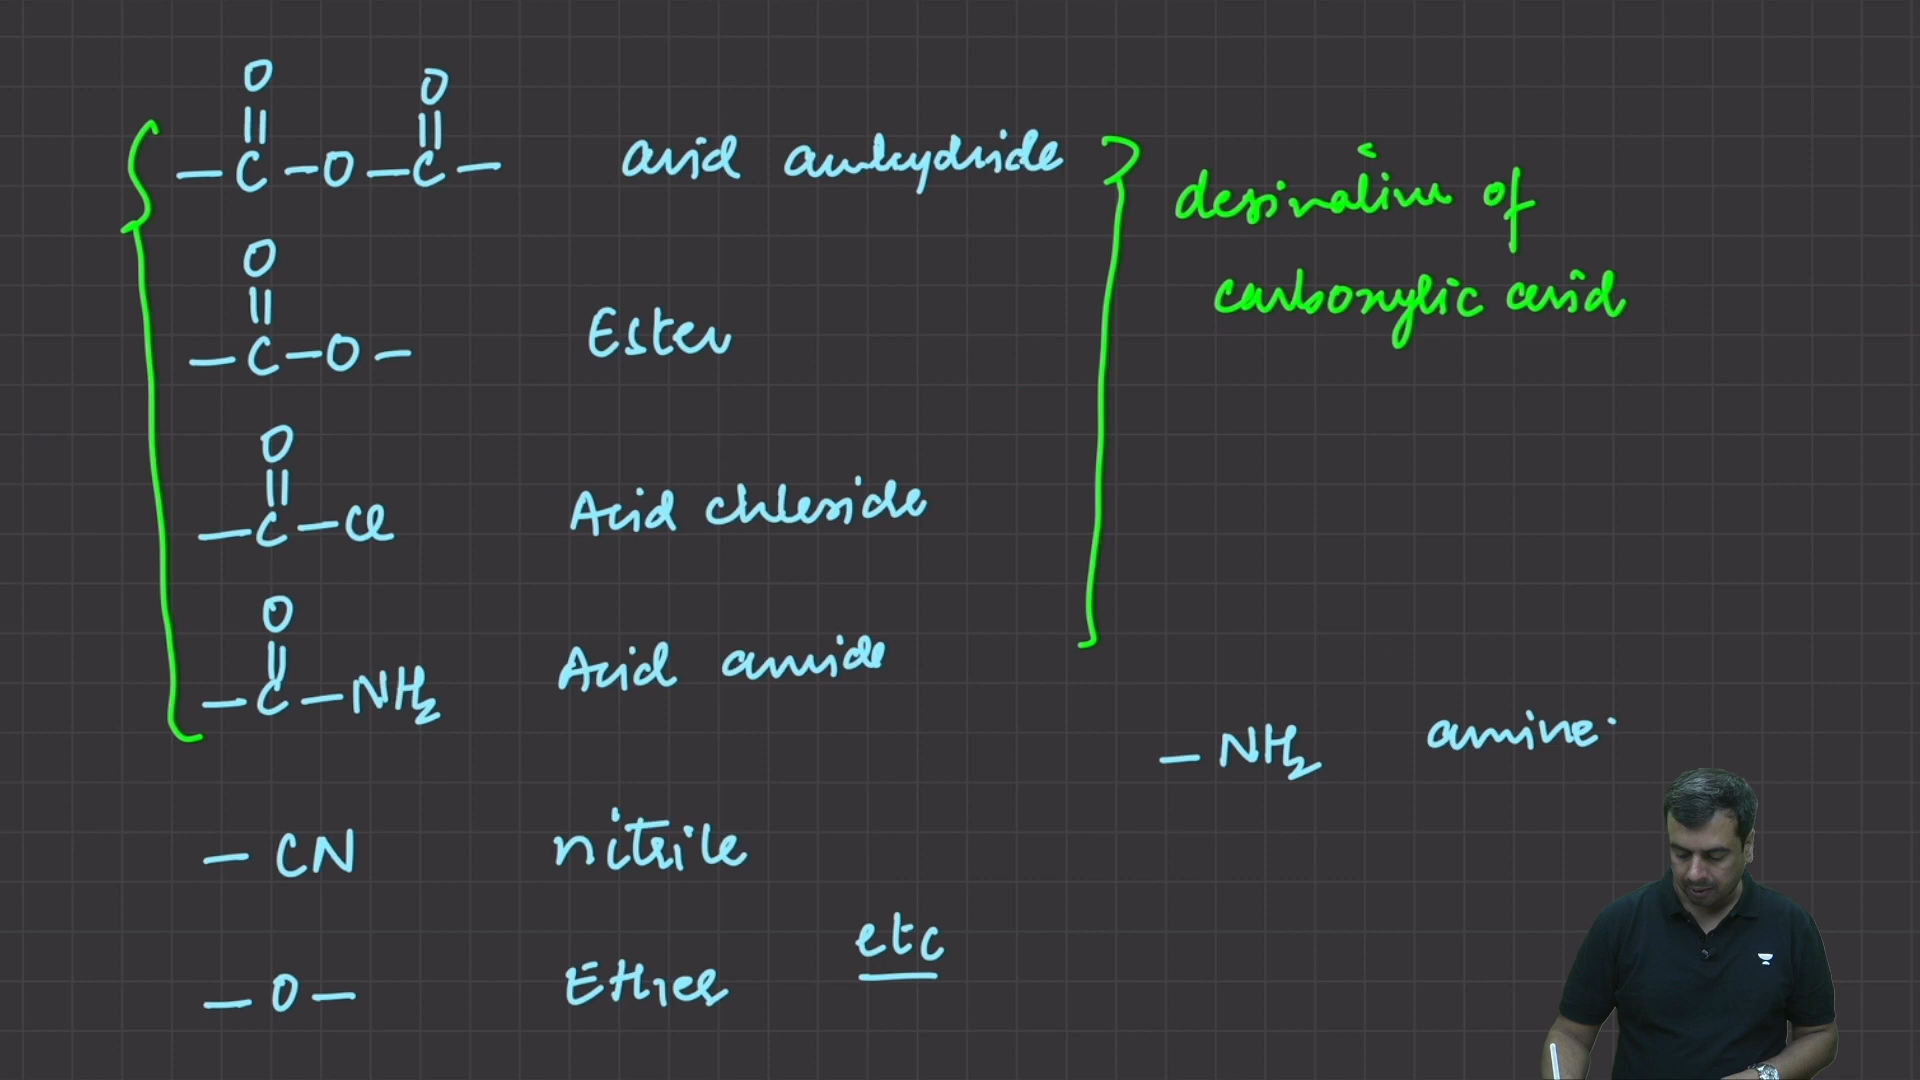 O O
|| ||
— C — O — C — acid anhydride
derivative of
carboxylic acid
O
||
— C — O — Ester
O
||
— C — Cl Acid chloride
O
||
— C — NH₂ Acid amide
— NH₂ amine
— CN nitrile
— O — Ether
etc